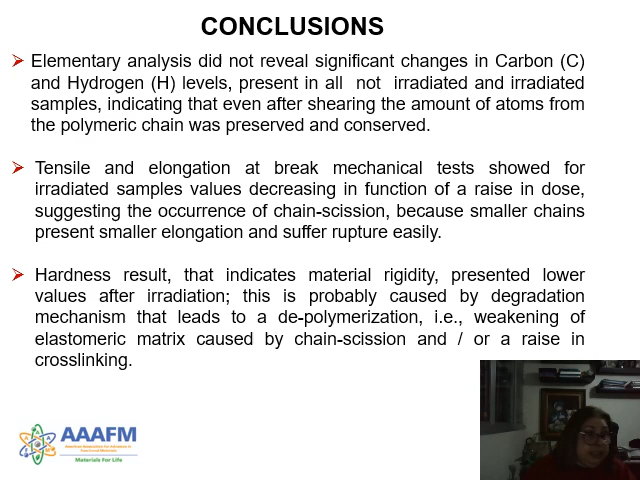 CONCLUSIONS
Elementary analysis did not reveal significant changes in Carbon (C)
and Hydrogen (H) levels, present in all not irradiated and irradiated
samples, indicating that even after shearing the amount of atoms from
the polymeric chain was preserved and conserved.
Tensile and elongation at break mechanical tests showed for
irradiated samples values decreasing in function of a raise in dose,
suggesting the occurrence of chain-scission, because smaller chains
present smaller elongation and suffer rupture easily.
Hardness result, that indicates material rigidity, presented lower
values after irradiation; this is probably caused by degradation
mechanism that leads to a de-polymerization, i.e., weakening of
elastomeric matrix caused by chain-scission and / or a raise in
crosslinking.
AAAFM
American Association for Advances in
Functional Materials
Materials For Life